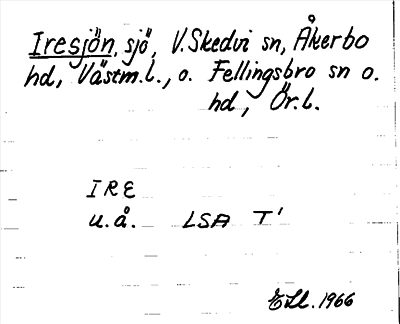 Iresjön, sjö, V. Skedvi sn, Åkerbo
hd, Västm.l., o. Fellingsbro sn o.
hd, Ör.l.
IRE
u.å. LSA T'
1966